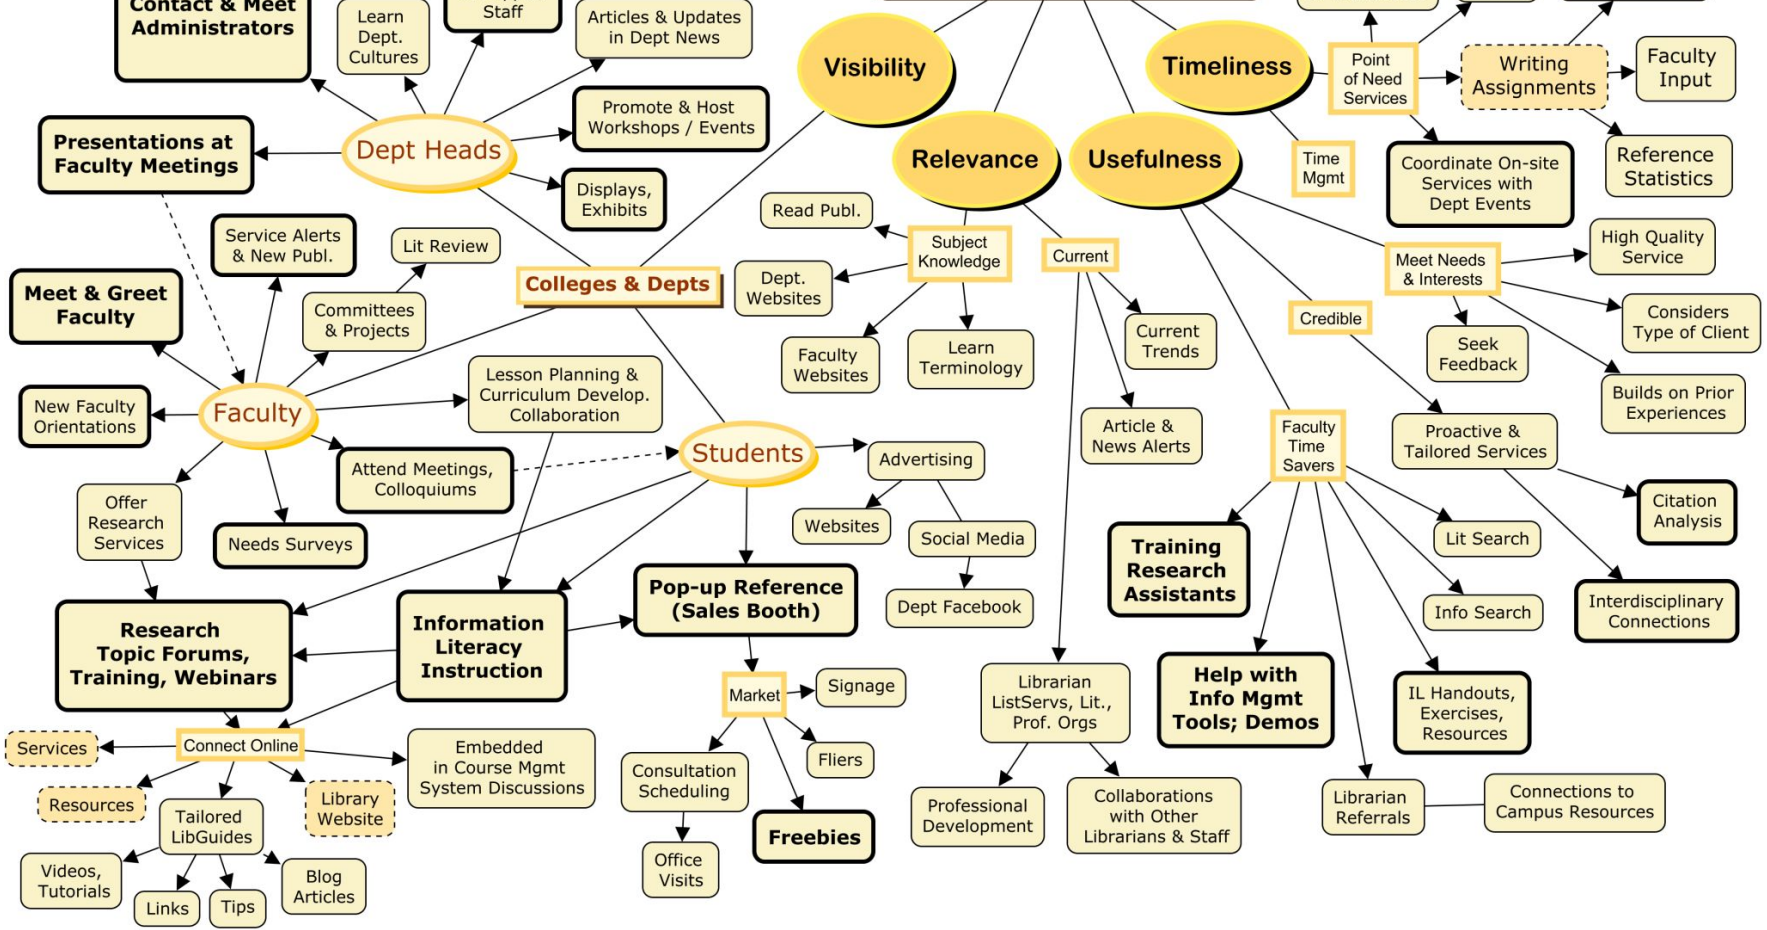 Contact & Meet
Administrators
Learn
Dept.
Cultures
Staff
Articles & Updates
in Dept News
Promote & Host
Workshops / Events
Presentations at
Faculty Meetings
Dept Heads
Displays,
Exhibits
Visibility
Timeliness
Relevance
Usefulness
Point
of Need
Services
Writing
Assignments
Faculty
Input
Time
Mgmt
Coordinate On-site
Services with
Dept Events
Reference
Statistics
Service Alerts
& New Publ.
Lit Review
Meet & Greet
Faculty
Committees
& Projects
Colleges & Depts
Read Publ.
Subject
Knowledge
Current
Dept.
Websites
Faculty
Websites
Learn
Terminology
Current
Trends
Article &
News Alerts
Meet Needs
& Interests
High Quality
Service
Considers
Type of Client
Seek
Feedback
Builds on Prior
Experiences
Credible
Proactive &
Tailored Services
Citation
Analysis
Interdisciplinary
Connections
Faculty
Time
Savers
New Faculty
Orientations
Faculty
Lesson Planning &
Curriculum Develop.
Collaboration
Attend Meetings,
Colloquiums
Students
Advertising
Websites
Social Media
Dept Facebook
Offer
Research
Services
Needs Surveys
Training
Research
Assistants
Lit Search
Info Search
Help with
Info Mgmt
Tools; Demos
IL Handouts,
Exercises,
Resources
Research
Topic Forums,
Training, Webinars
Information
Literacy
Instruction
Pop-up Reference
(Sales Booth)
Market
Signage
Fliers
Consultation
Scheduling
Freebies
Office
Visits
Librarian
ListServs, Lit.,
Prof. Orgs
Professional
Development
Collaborations
with Other
Librarians & Staff
Librarian
Referrals
Connections to
Campus Resources
Services
Connect Online
Embedded
in Course Mgmt
System Discussions
Resources
Tailored
LibGuides
Library
Website
Videos,
Tutorials
Links
Tips
Blog
Articles